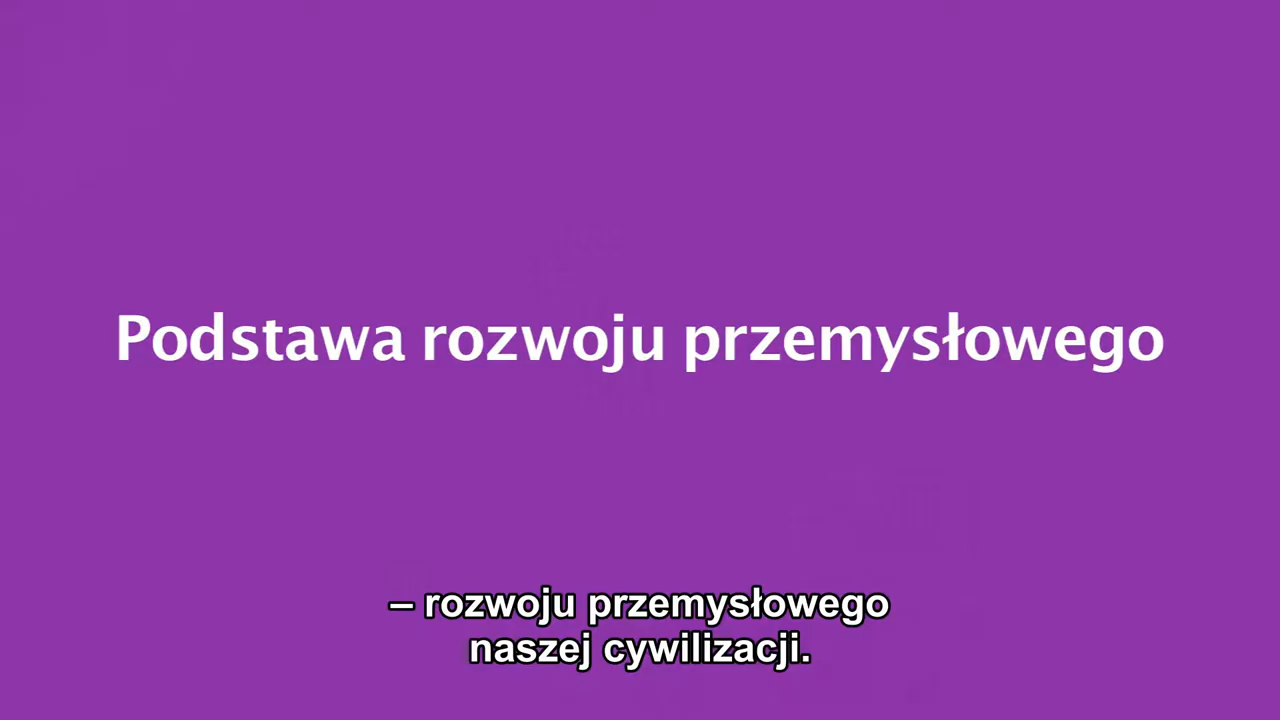 Podstawa rozwoju przemysłowego
– rozwoju przemysłowego
naszej cywilizacji.